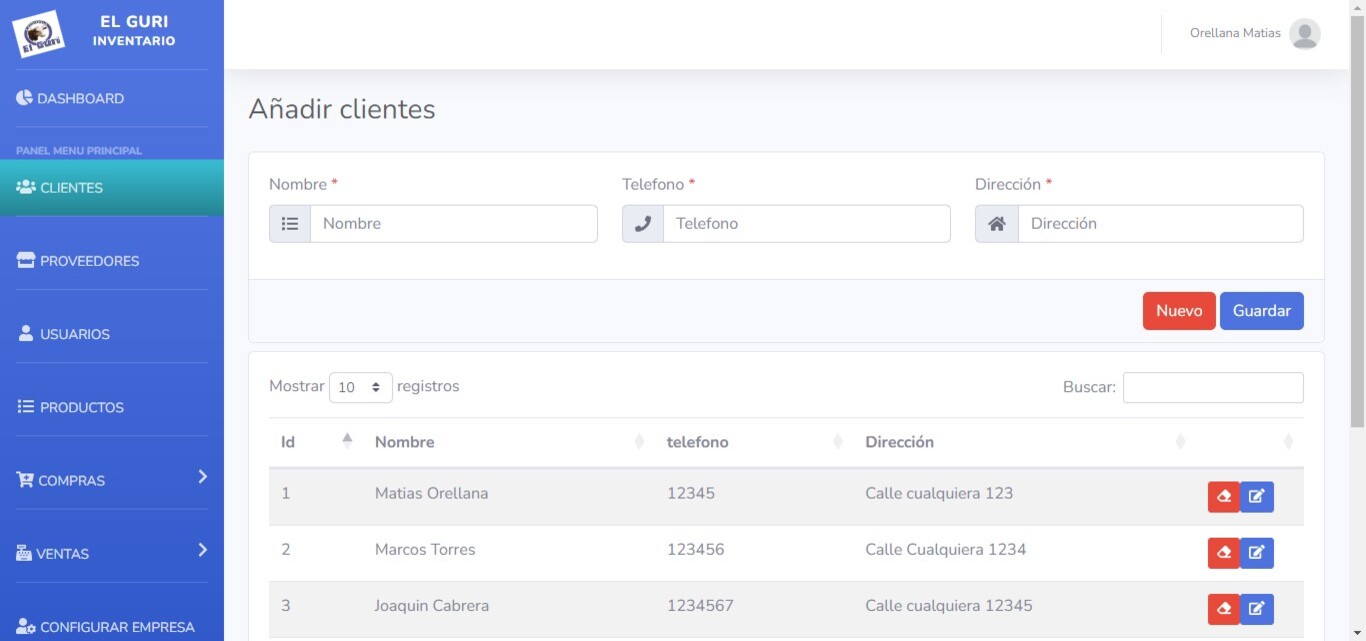 El Guri
EL GURI
INVENTARIO
Orellana Matias
DASHBOARD
PANEL MENU PRINCIPAL
CLIENTES
PROVEEDORES
USUARIOS
PRODUCTOS
COMPRAS
VENTAS
CONFIGURAR EMPRESA
Añadir clientes
Nombre * Telefono * Dirección *
Nombre Telefono Dirección
Nuevo Guardar
Mostrar 10 registros Buscar:
Id Nombre telefono Dirección
1 Matias Orellana 12345 Calle cualquiera 123
2 Marcos Torres 123456 Calle Cualquiera 1234
3 Joaquin Cabrera 1234567 Calle cualquiera 12345